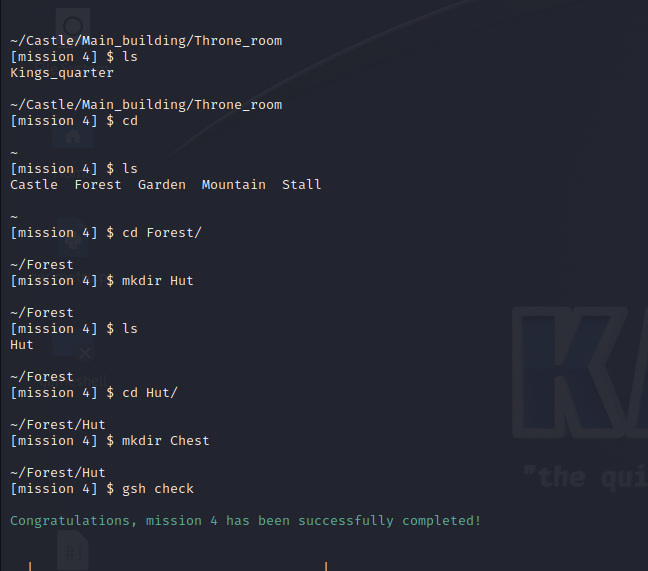 ~/Castle/Main_building/Throne_room
[mission 4] $ ls
Kings_quarter
~/Castle/Main_building/Throne_room
[mission 4] $ cd
~
[mission 4] $ ls
Castle  Forest  Garden  Mountain  Stall
~
[mission 4] $ cd Forest/
~/Forest
[mission 4] $ mkdir Hut
~/Forest
[mission 4] $ ls
Hut
~/Forest
[mission 4] $ cd Hut/
~/Forest/Hut
[mission 4] $ mkdir Chest
~/Forest/Hut
[mission 4] $ gsh check
Congratulations, mission 4 has been successfully completed!
KA
"the qui